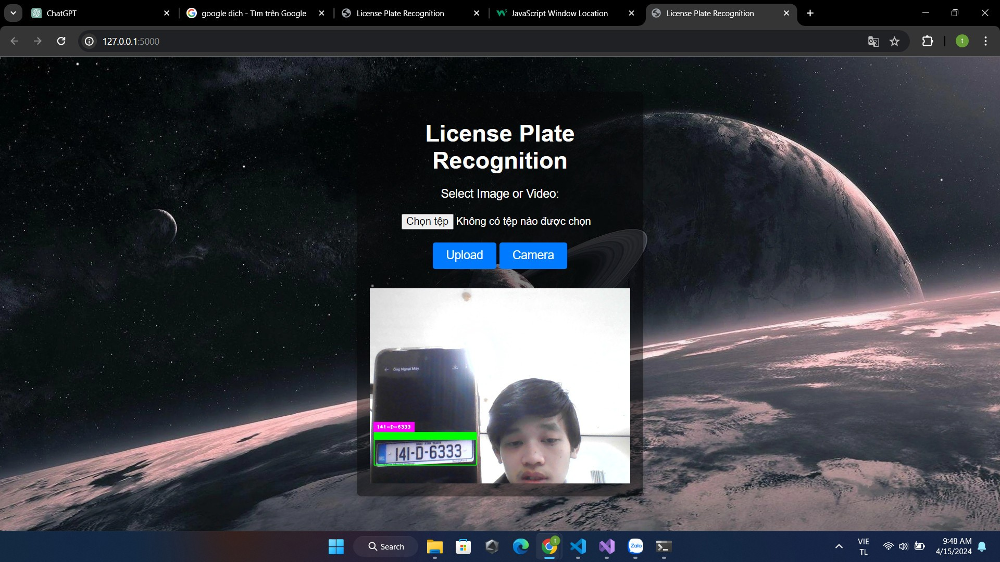 ChatGPT
google dịch - Tìm trên Google
License Plate Recognition
JavaScript Window Location
License Plate Recognition
127.0.0.1:5000
t
License Plate
Recognition
Select Image or Video:
Chọn tệp Không có tệp nào được chọn
Upload
Camera
Ông Ngoại Mày
141-D-6333
141-D-6333
Search
Zalo
VIE
TL
9:48 AM
4/15/2024